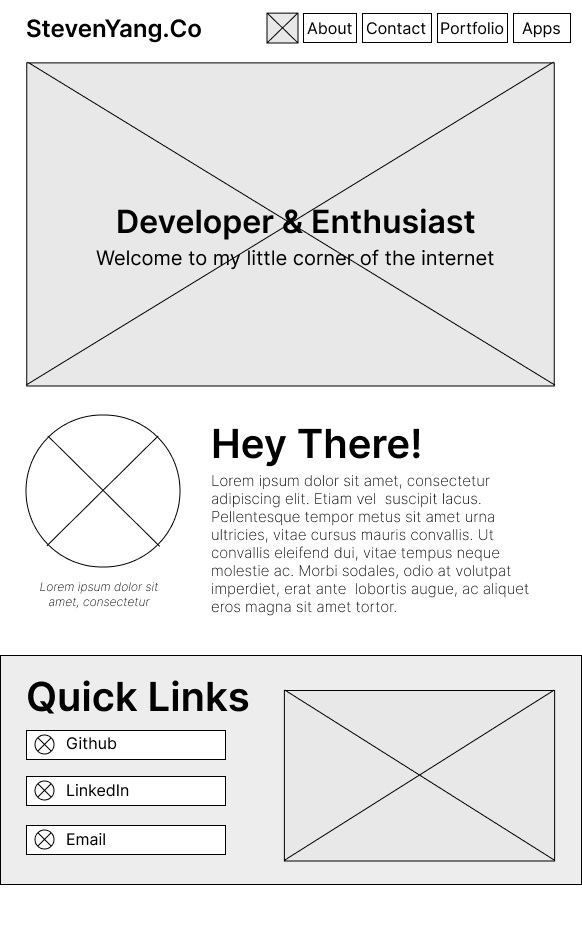 StevenYang.Co
About Contact Portfolio Apps
Developer & Enthusiast
Welcome to my little corner of the internet
Hey There!
Lorem ipsum dolor sit amet, consectetur
adipiscing elit. Etiam vel  suscipit lacus.
Pellentesque tempor metus sit amet urna
ultricies, vitae cursus mauris convallis. Ut
convallis eleifend dui, vitae tempus neque
molestie ac. Morbi sodales, odio at volutpat
imperdiet, erat ante  lobortis augue, ac aliquet
eros magna sit amet tortor.
Lorem ipsum dolor sit
amet, consectetur
Quick Links
Github
LinkedIn
Email